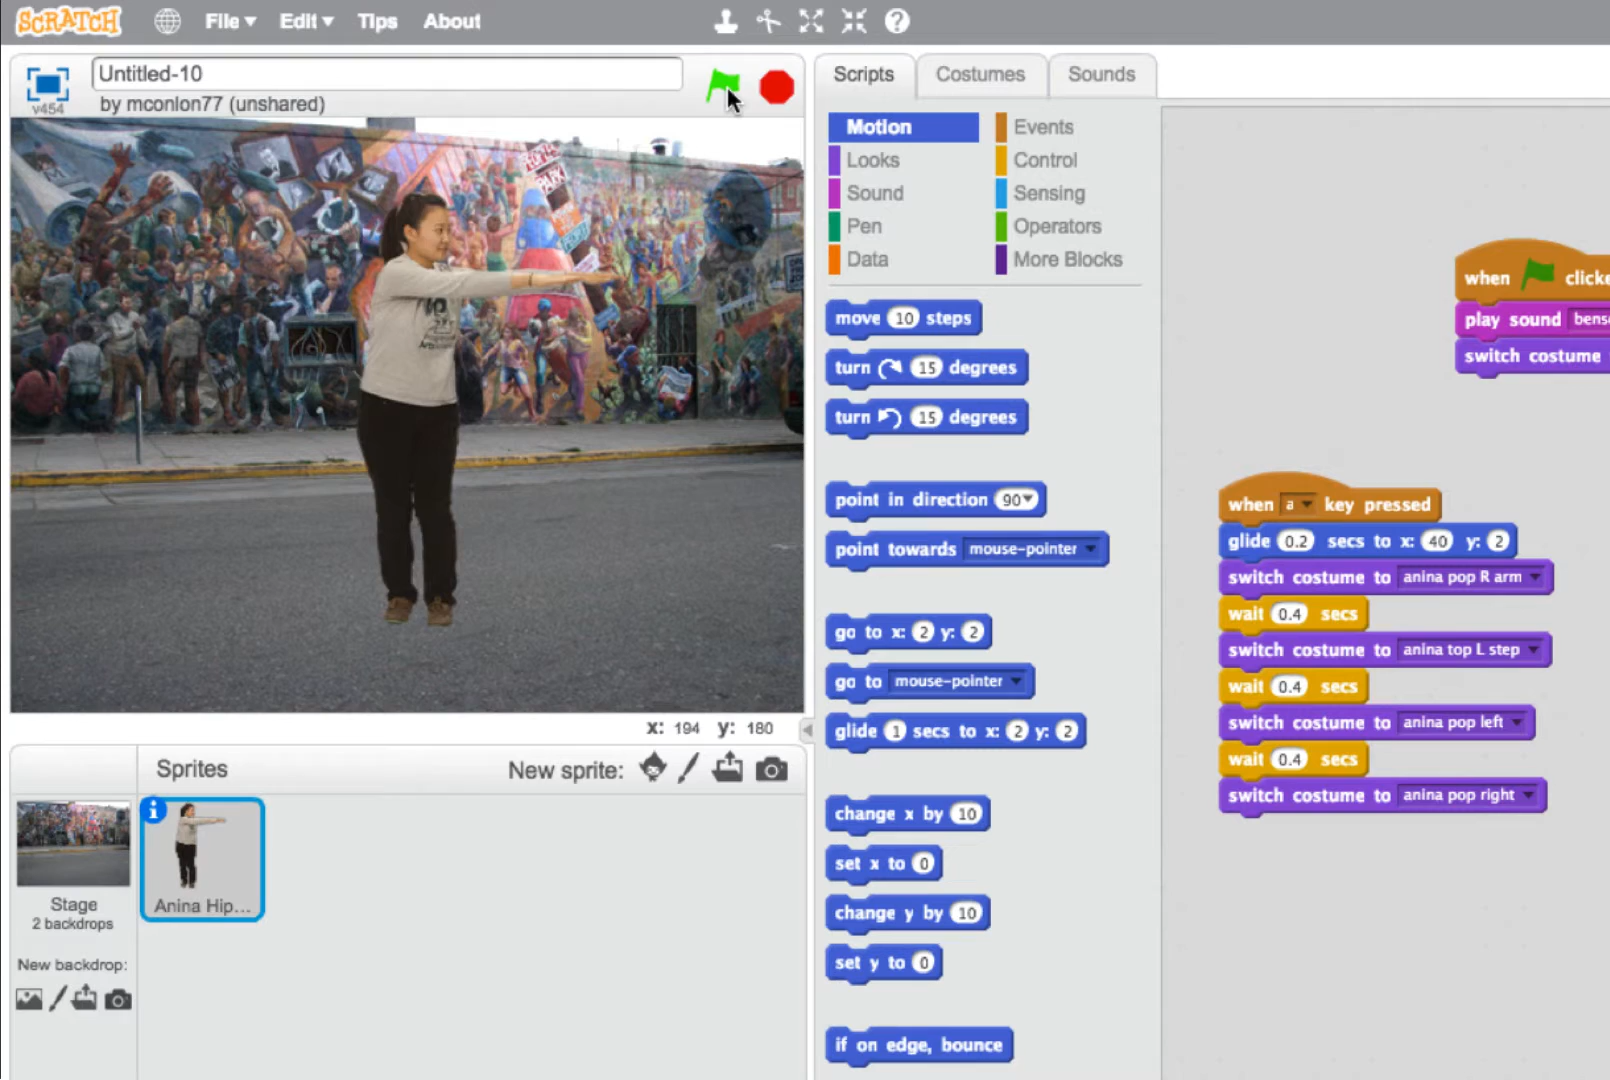 SCRATCH File Edit Tips About
Untitled-10
v454
by mconlon77 (unshared)
x: 194 y: 180
Sprites New sprite:
Stage
2 backdrops
New backdrop:
Anina Hip...
Scripts Costumes Sounds
Motion Events
Looks Control
Sound Sensing
Pen Operators
Data More Blocks
move 10 steps
turn 15 degrees
turn 15 degrees
point in direction 90
point towards mouse-pointer
go to x: 2 y: 2
go to mouse-pointer
glide 1 secs to x: 2 y: 2
change x by 10
set x to 0
change y by 10
set y to 0
if on edge, bounce
when clicke
play sound
switch costume
when a key pressed
glide 0.2 secs to x: 40 y: 2
switch costume to anina pop R arm
wait 0.4 secs
switch costume to anina top L step
wait 0.4 secs
switch costume to anina pop left
wait 0.4 secs
switch costume to anina pop right